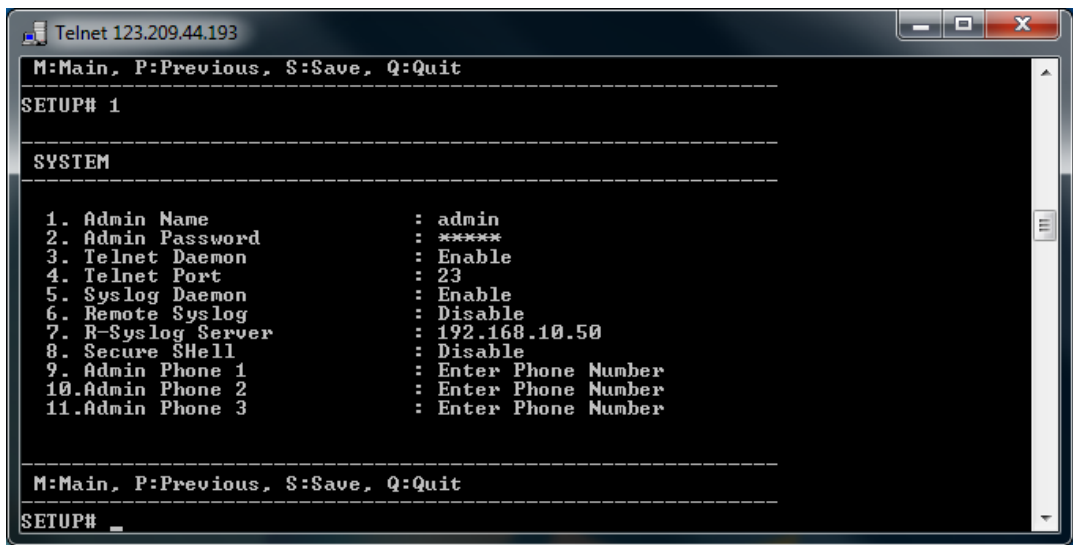 Telnet 123.209.44.193
M:Main, P:Previous, S:Save, Q:Quit
SETUP# 1
SYSTEM
1. Admin Name : admin
2. Admin Password : *****
3. Telnet Daemon : Enable
4. Telnet Port : 23
5. Syslog Daemon : Enable
6. Remote Syslog : Disable
7. R-Syslog Server : 192.168.10.50
8. Secure SHell : Disable
9. Admin Phone 1 : Enter Phone Number
10.Admin Phone 2 : Enter Phone Number
11.Admin Phone 3 : Enter Phone Number
M:Main, P:Previous, S:Save, Q:Quit
SETUP# _